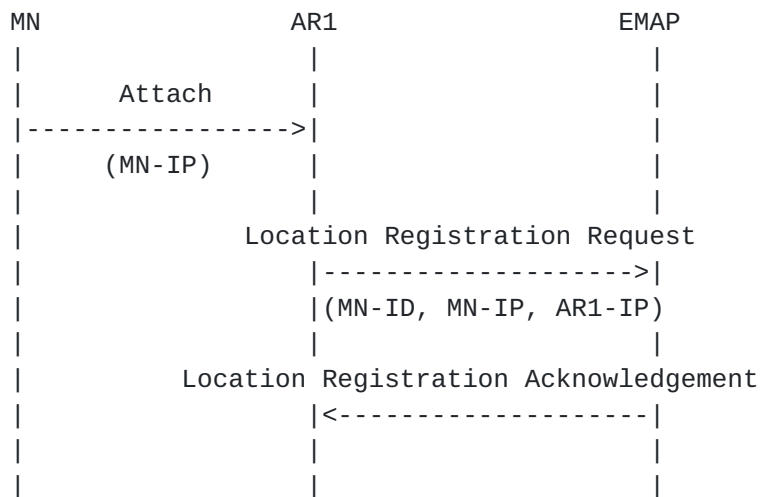 MN                 AR1                  EMAP
|                  |                     |
|      Attach      |                     |
|----------------->|                     |
|     (MN-IP)      |                     |
|                  |                     |
|              Location Registration Request
|                  |-------------------->|
|                  |(MN-ID, MN-IP, AR1-IP)
|                  |                     |
|          Location Registration Acknowledgement
|                  |<--------------------|
|                  |                     |
|                  |                     |